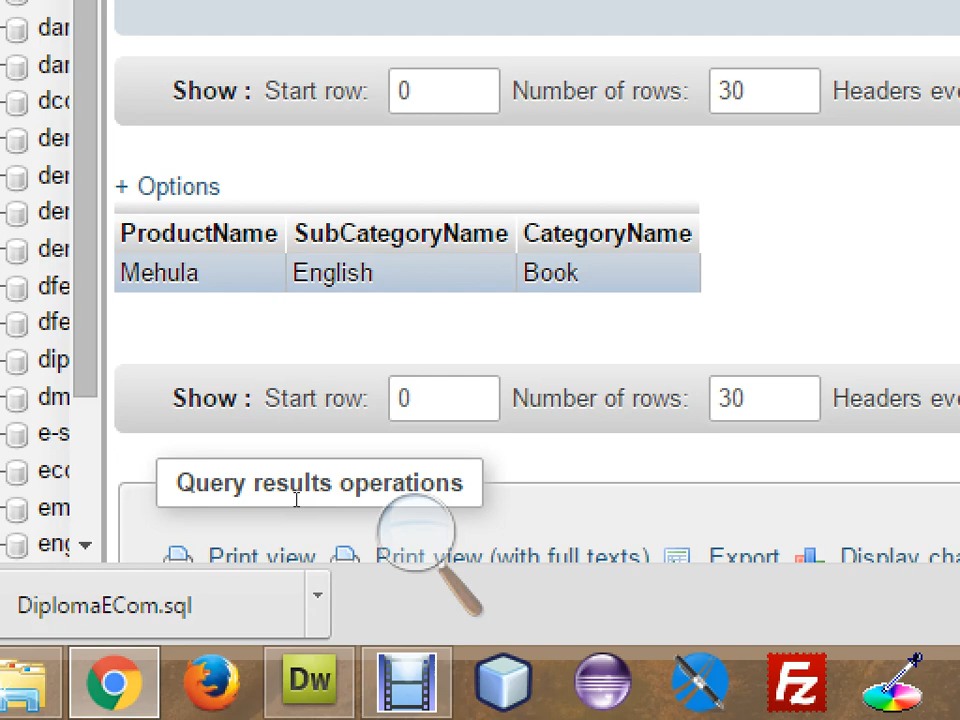 dar
dar
dco
der
der
der
der
dfe
dfe
dip
dm
e-s
ecc
em
eng
Show : Start row: 0 Number of rows: 30 Headers eve
+ Options
ProductName SubCategoryName CategoryName
Mehula English Book
Show : Start row: 0 Number of rows: 30 Headers eve
Query results operations
Print view Print view (with full texts) Export Display cha
DiplomaECom.sql
Dw
Fz